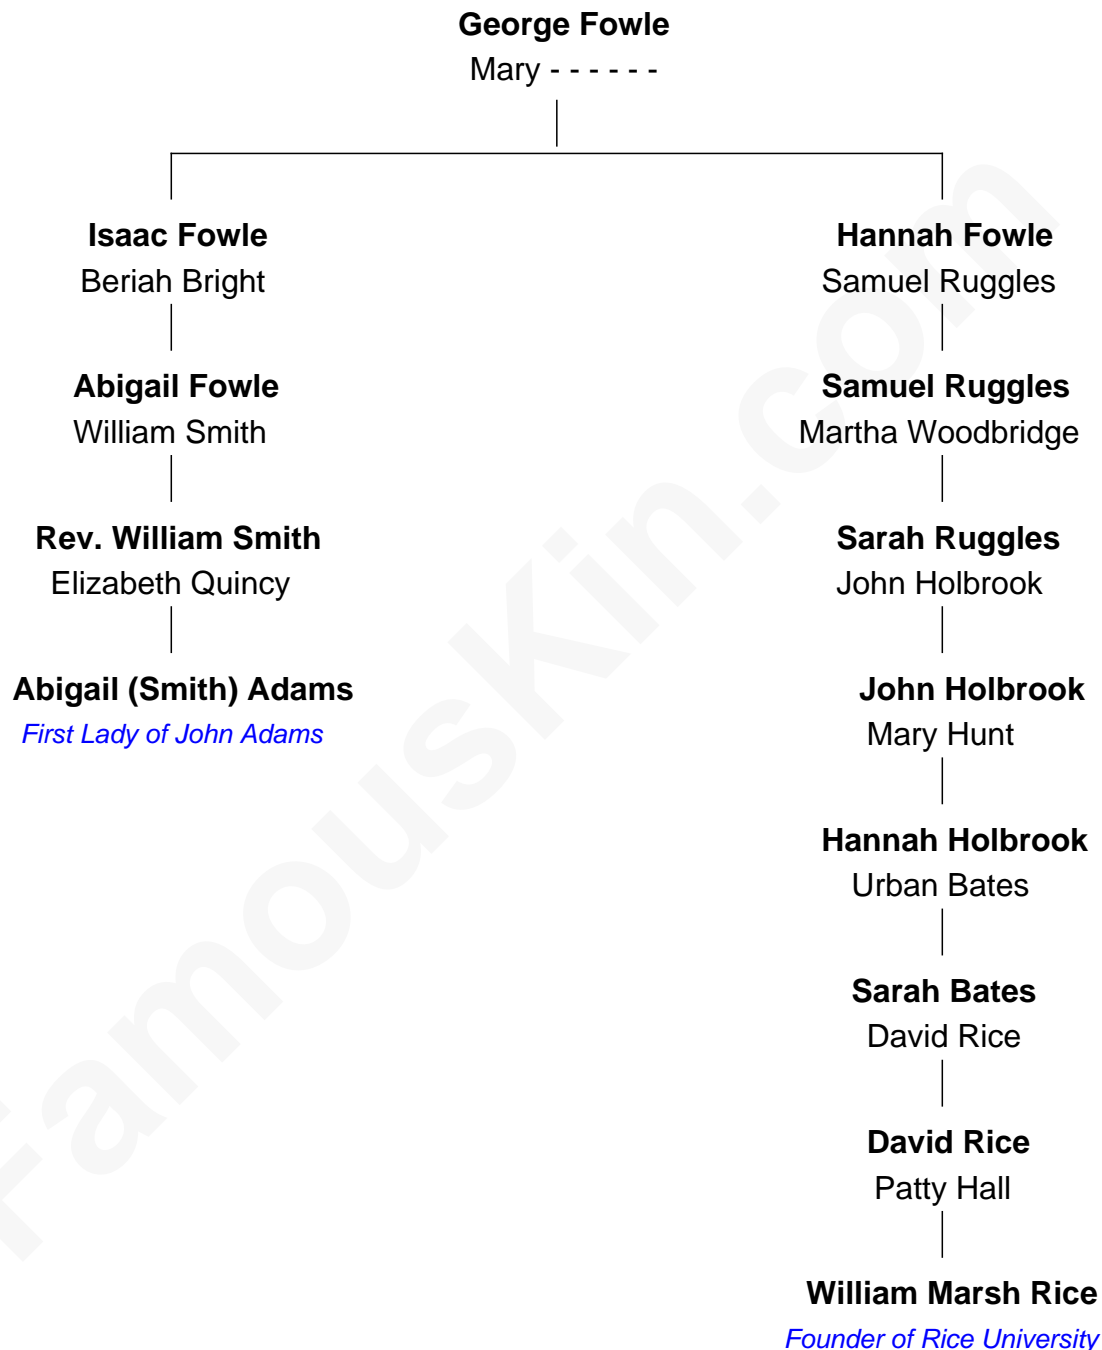 George Fowle
Mary - - - - - -
Isaac Fowle
Beriah Bright
Abigail Fowle
William Smith
Rev. William Smith
Elizabeth Quincy
Abigail (Smith) Adams
First Lady of John Adams
Hannah Fowle
Samuel Ruggles
Samuel Ruggles
Martha Woodbridge
Sarah Ruggles
John Holbrook
John Holbrook
Mary Hunt
Hannah Holbrook
Urban Bates
Sarah Bates
David Rice
David Rice
Patty Hall
William Marsh Rice
Founder of Rice University
FamousKin.com